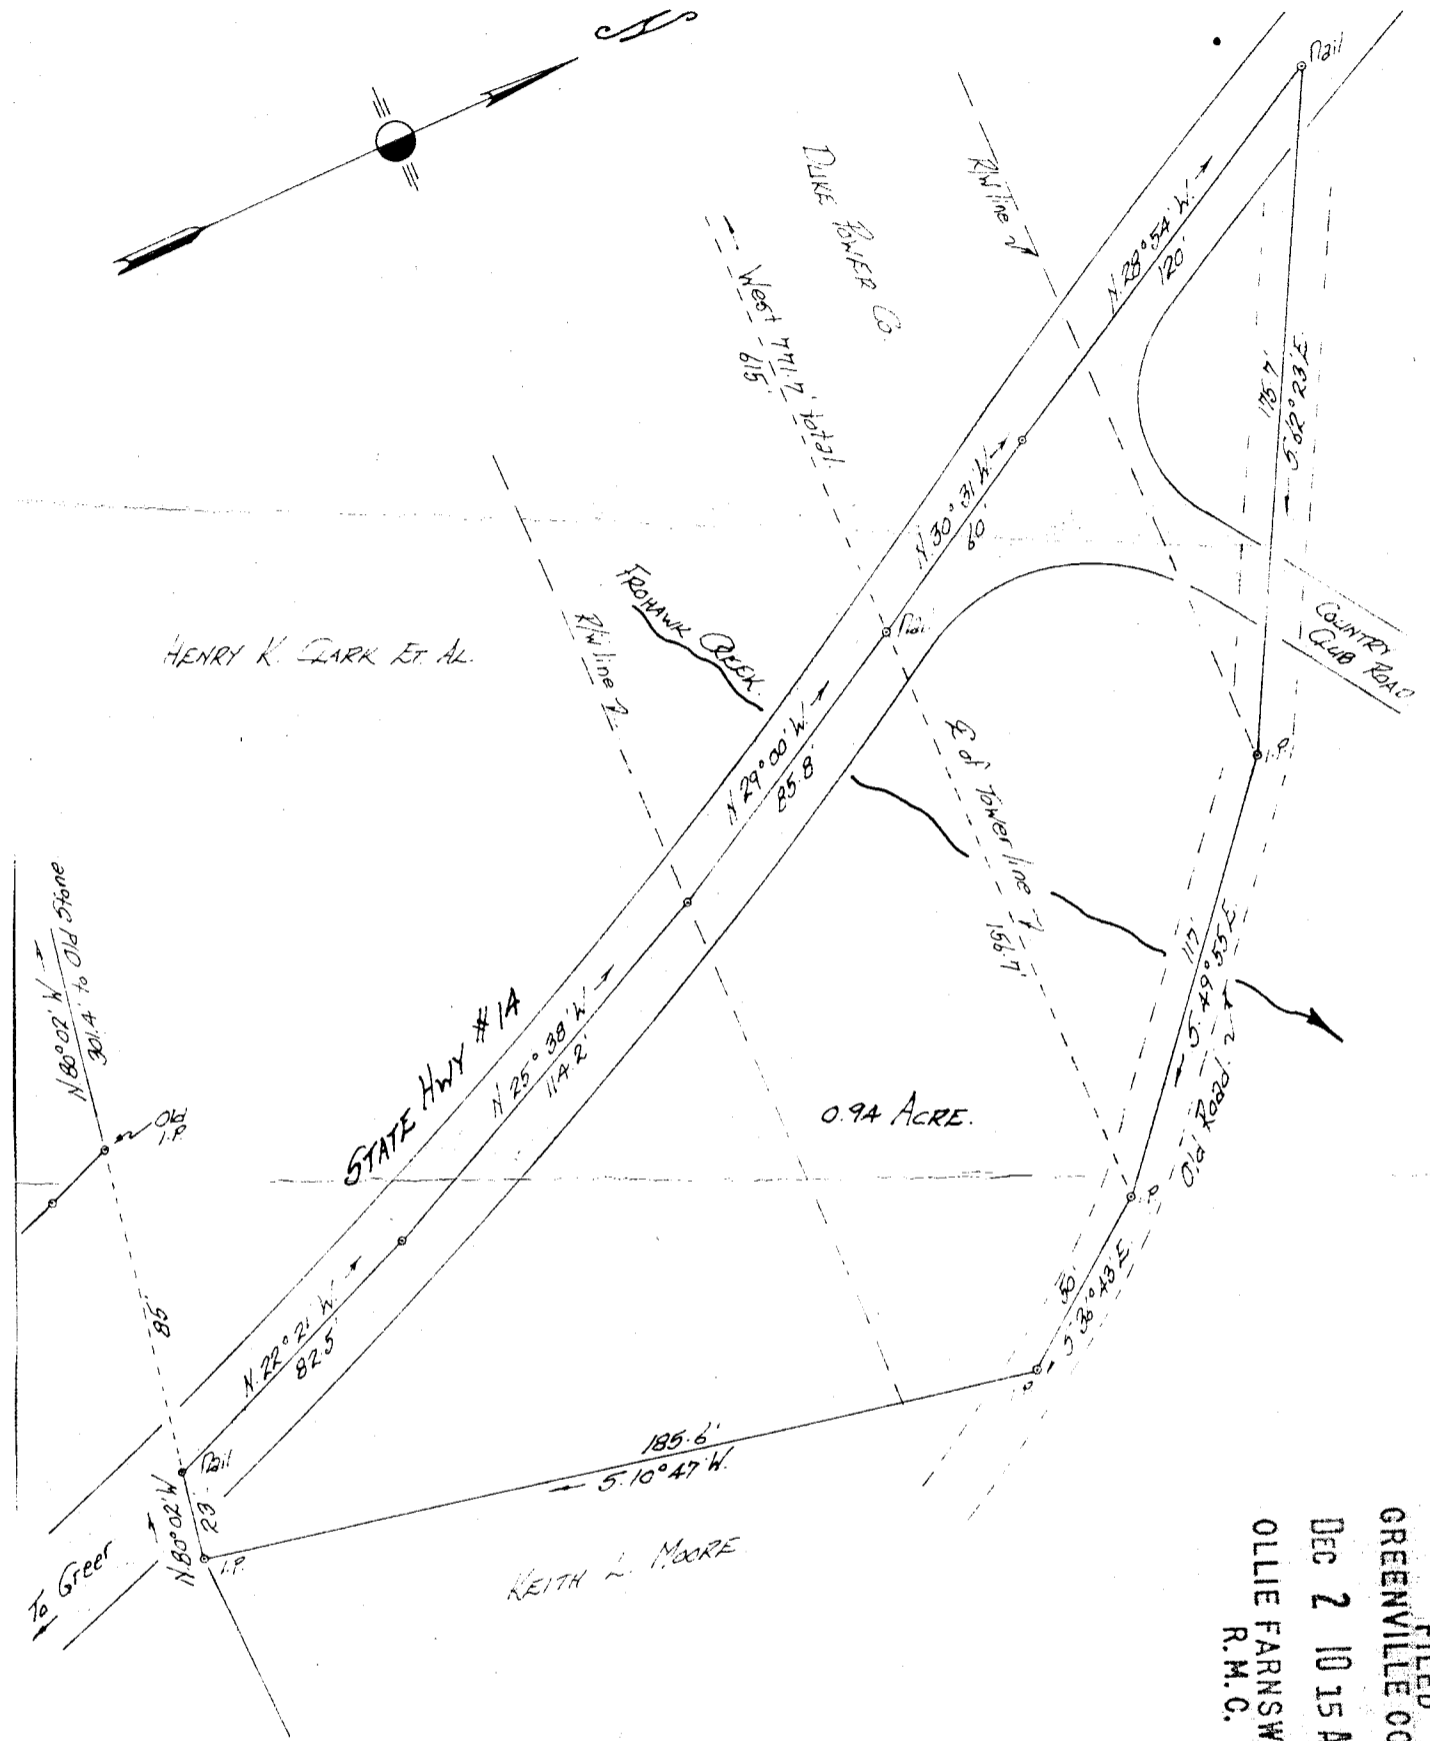 N
Nail
R/W line
DUKE POWER CO.
N. 28° 54' W.
120'
West 771.7' total
615'
175.7'
S. 62° 23' E.
N. 30° 31' W.
60'
FROHAWK CREEK.
R/W line
HENRY K. CLARK ET. AL.
Nail
COUNTRY
CLUB ROAD
I.P.
N. 29° 00' W.
85.8'
℄ of Tower line
156.7'
N. 80° 02' W
301.4' to Old Stone
117'
S. 49° 55' E.
Old Road.
STATE HWY #14
N 25° 38' W
114.2'
0.94 ACRE.
Old
I.P.
I.P.
50'
S. 36° 43' E.
85'
N. 22° 21' W.
82.5'
I.P.
185.6'
S. 10° 47' W.
Nail
N. 80° 02' W
23'
I.P.
To Greer
KEITH L. MOORE
FILED
GREENVILLE CO
DEC 2 10 15 A
OLLIE FARNSW
R.M.C.